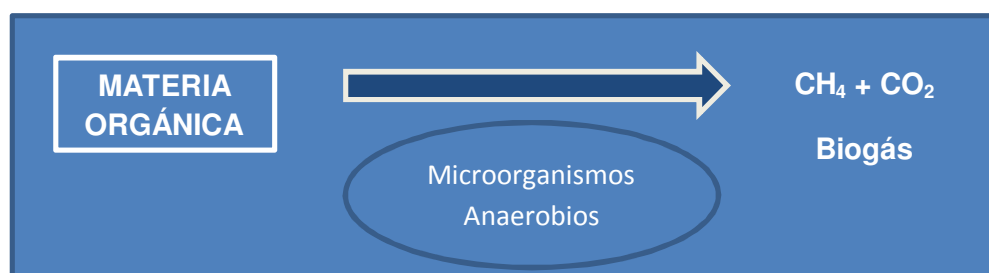 MATERIA
ORGÁNICA
CH₄ + CO₂
Biogás
Microorganismos
Anaerobios